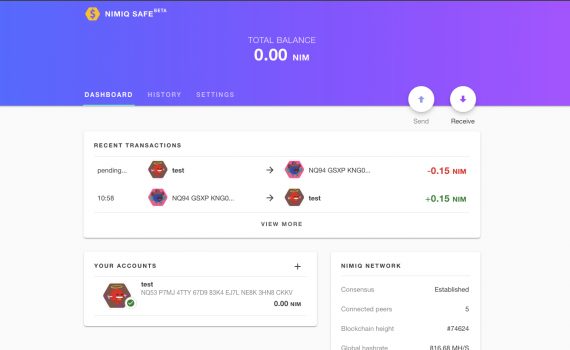 NIMIQ SAFE BETA
TOTAL BALANCE
0.00 NIM
DASHBOARD HISTORY SETTINGS
Send Receive
RECENT TRANSACTIONS
pending... test → NQ94 GSXP KNG0... -0.15 NIM
10:58 NQ94 GSXP KNG0... → test +0.15 NIM
VIEW MORE
YOUR ACCOUNTS +
test
NQ53 P7MJ 4TTY 67D9 83K4 EJ7L NE8K 3HN8 CKKV
0.00 NIM
NIMIQ NETWORK
Consensus Established
Connected peers 5
Blockchain height #74624
Global hashrate 816.68 MH/S